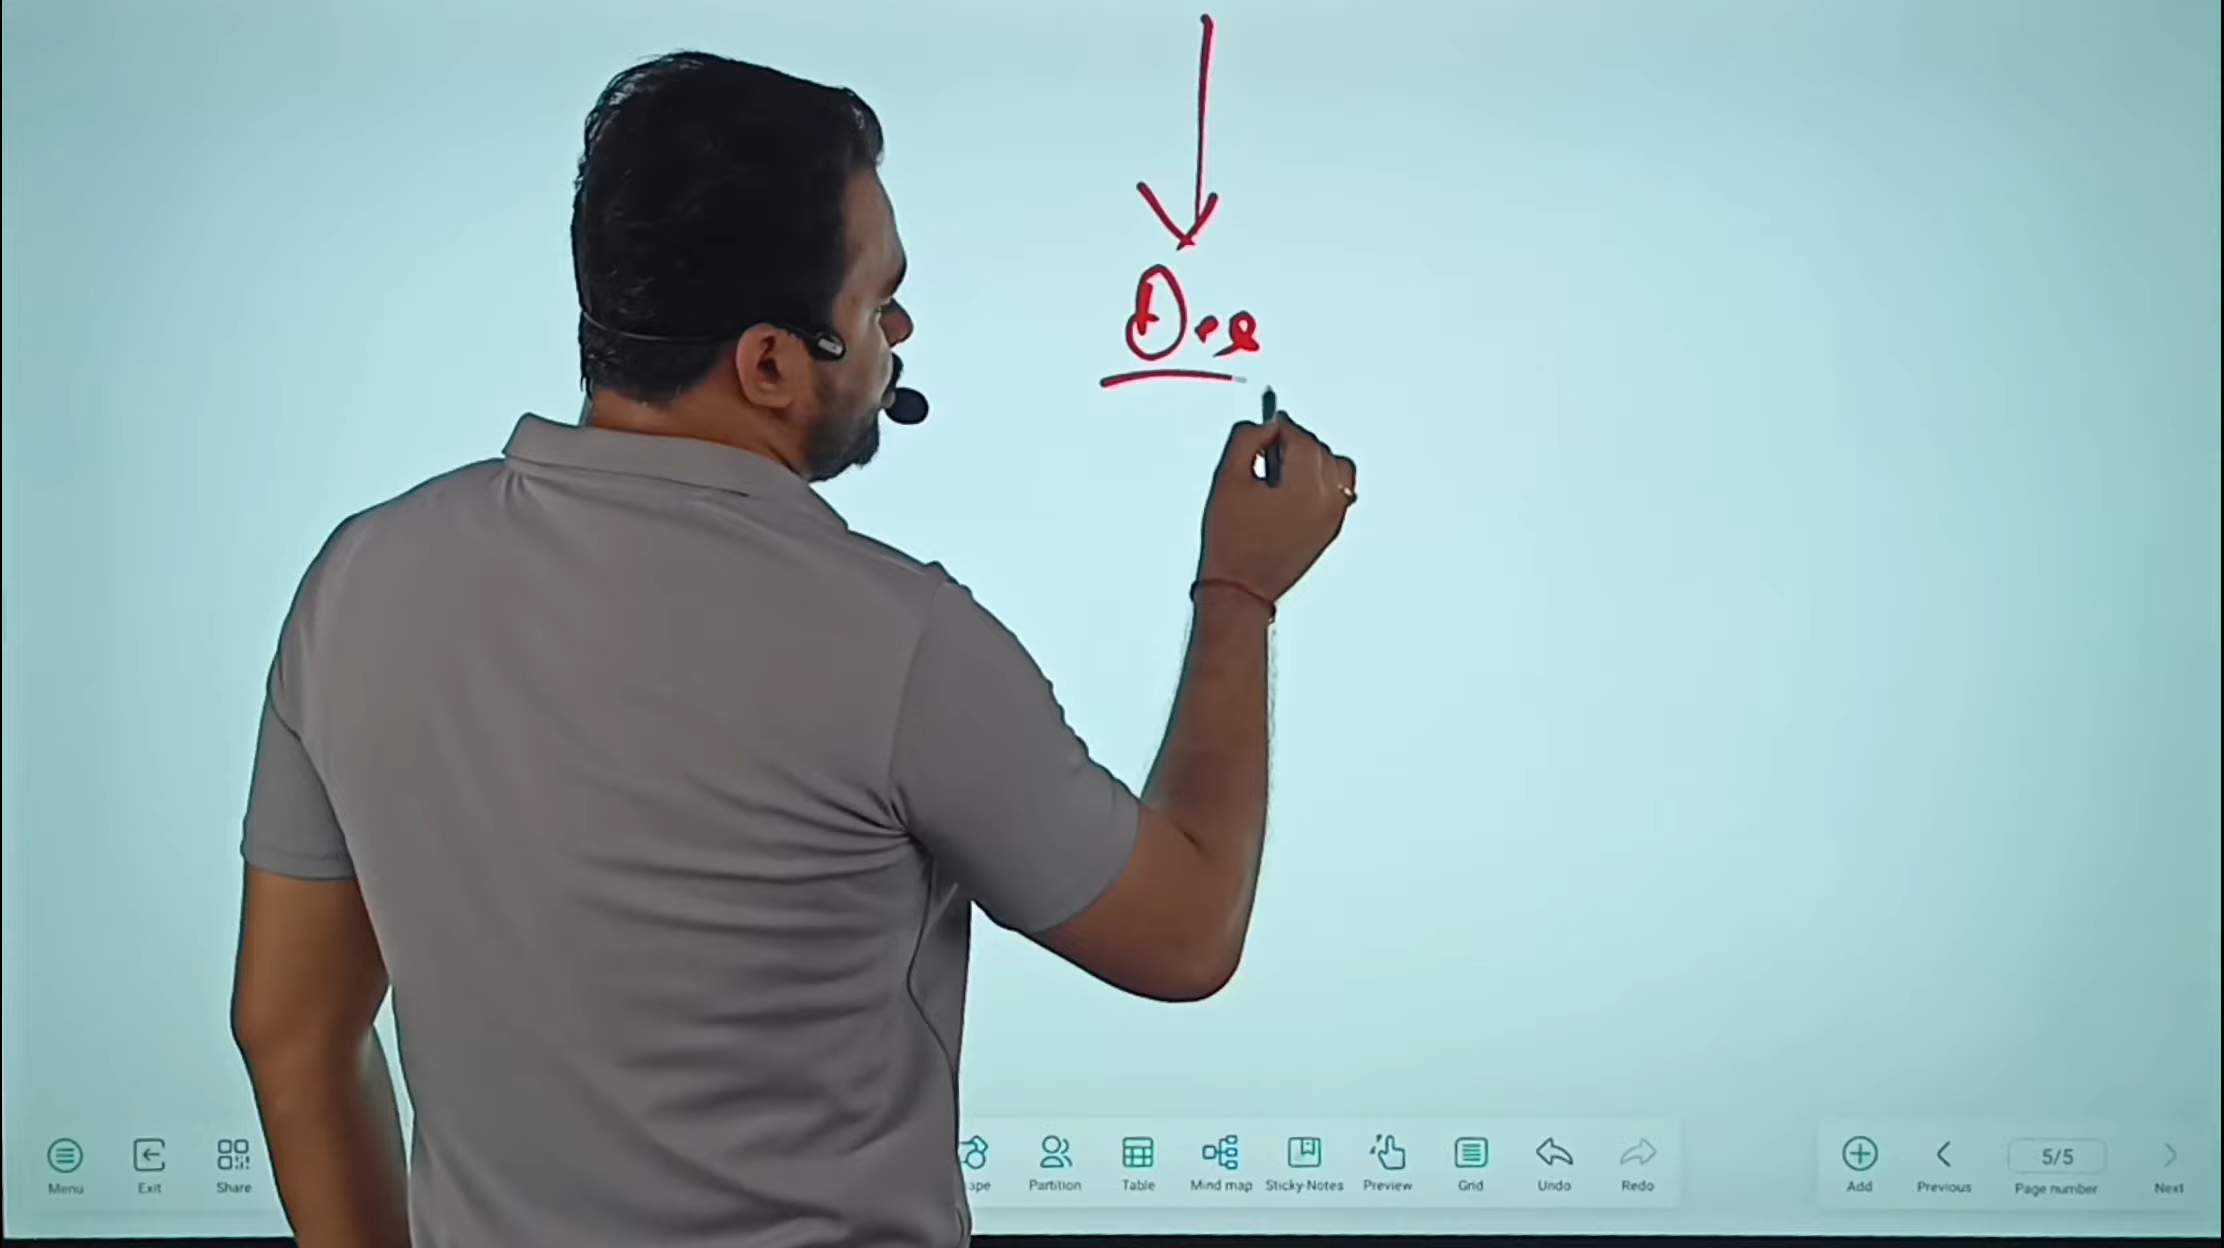 Menu
Exit
Share
Partition
Table
Mind map
Sticky Notes
Preview
Grid
Undo
Redo
Add
Previous
5/5
Page number
Next